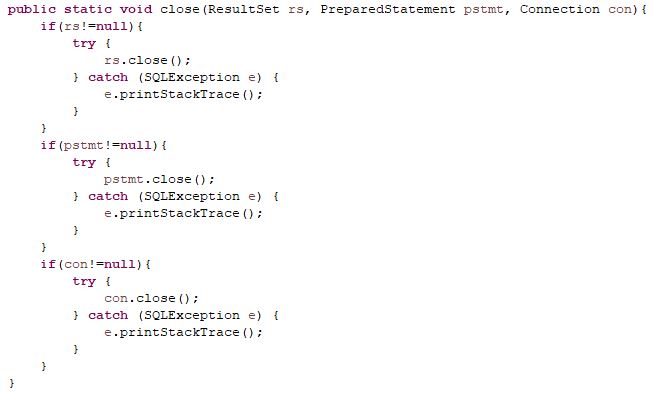 public static void close(ResultSet rs, PreparedStatement pstmt, Connection con){
    if(rs!=null){
        try {
            rs.close();
        } catch (SQLException e) {
            e.printStackTrace();
        }
    }
    if(pstmt!=null){
        try {
            pstmt.close();
        } catch (SQLException e) {
            e.printStackTrace();
        }
    }
    if(con!=null){
        try {
            con.close();
        } catch (SQLException e) {
            e.printStackTrace();
        }
    }
}